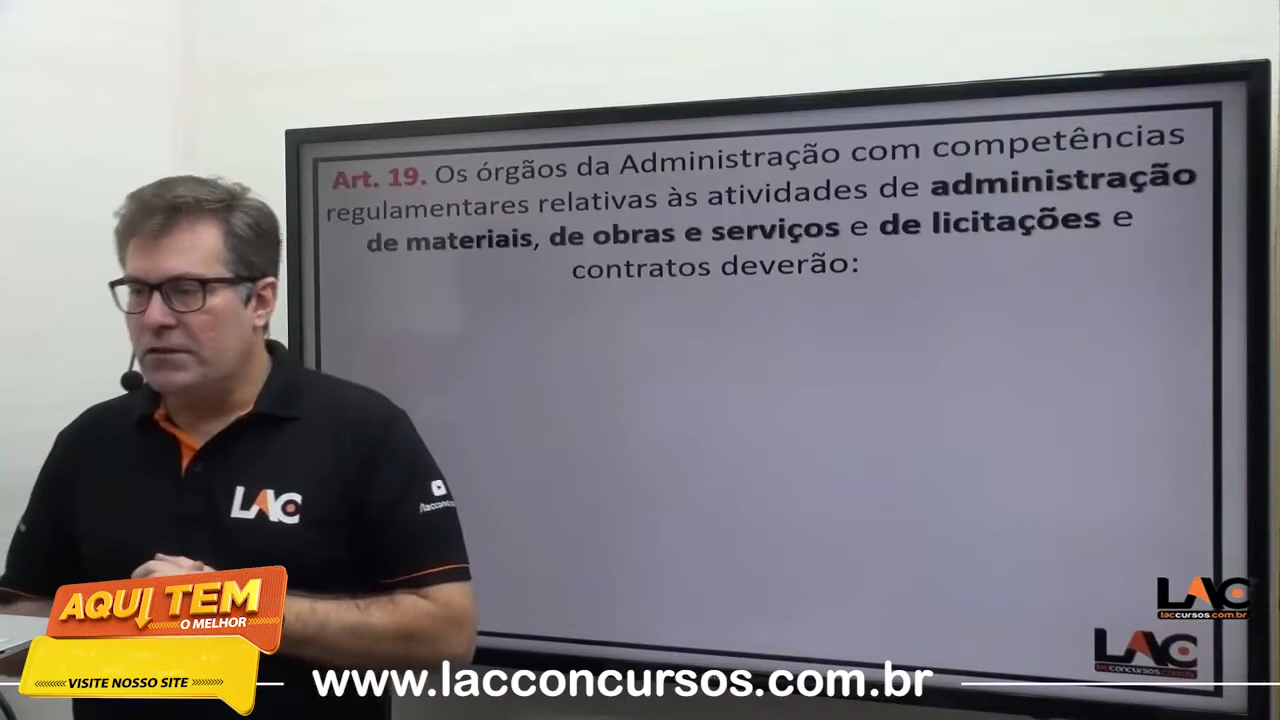 Art. 19. Os órgãos da Administração com competências
regulamentares relativas às atividades de administração
de materiais, de obras e serviços e de licitações e
contratos deverão:
LAC
LAC
laccursos.com.br
LAC
AQUI TEM
O MELHOR
VISITE NOSSO SITE
www.lacconcursos.com.br